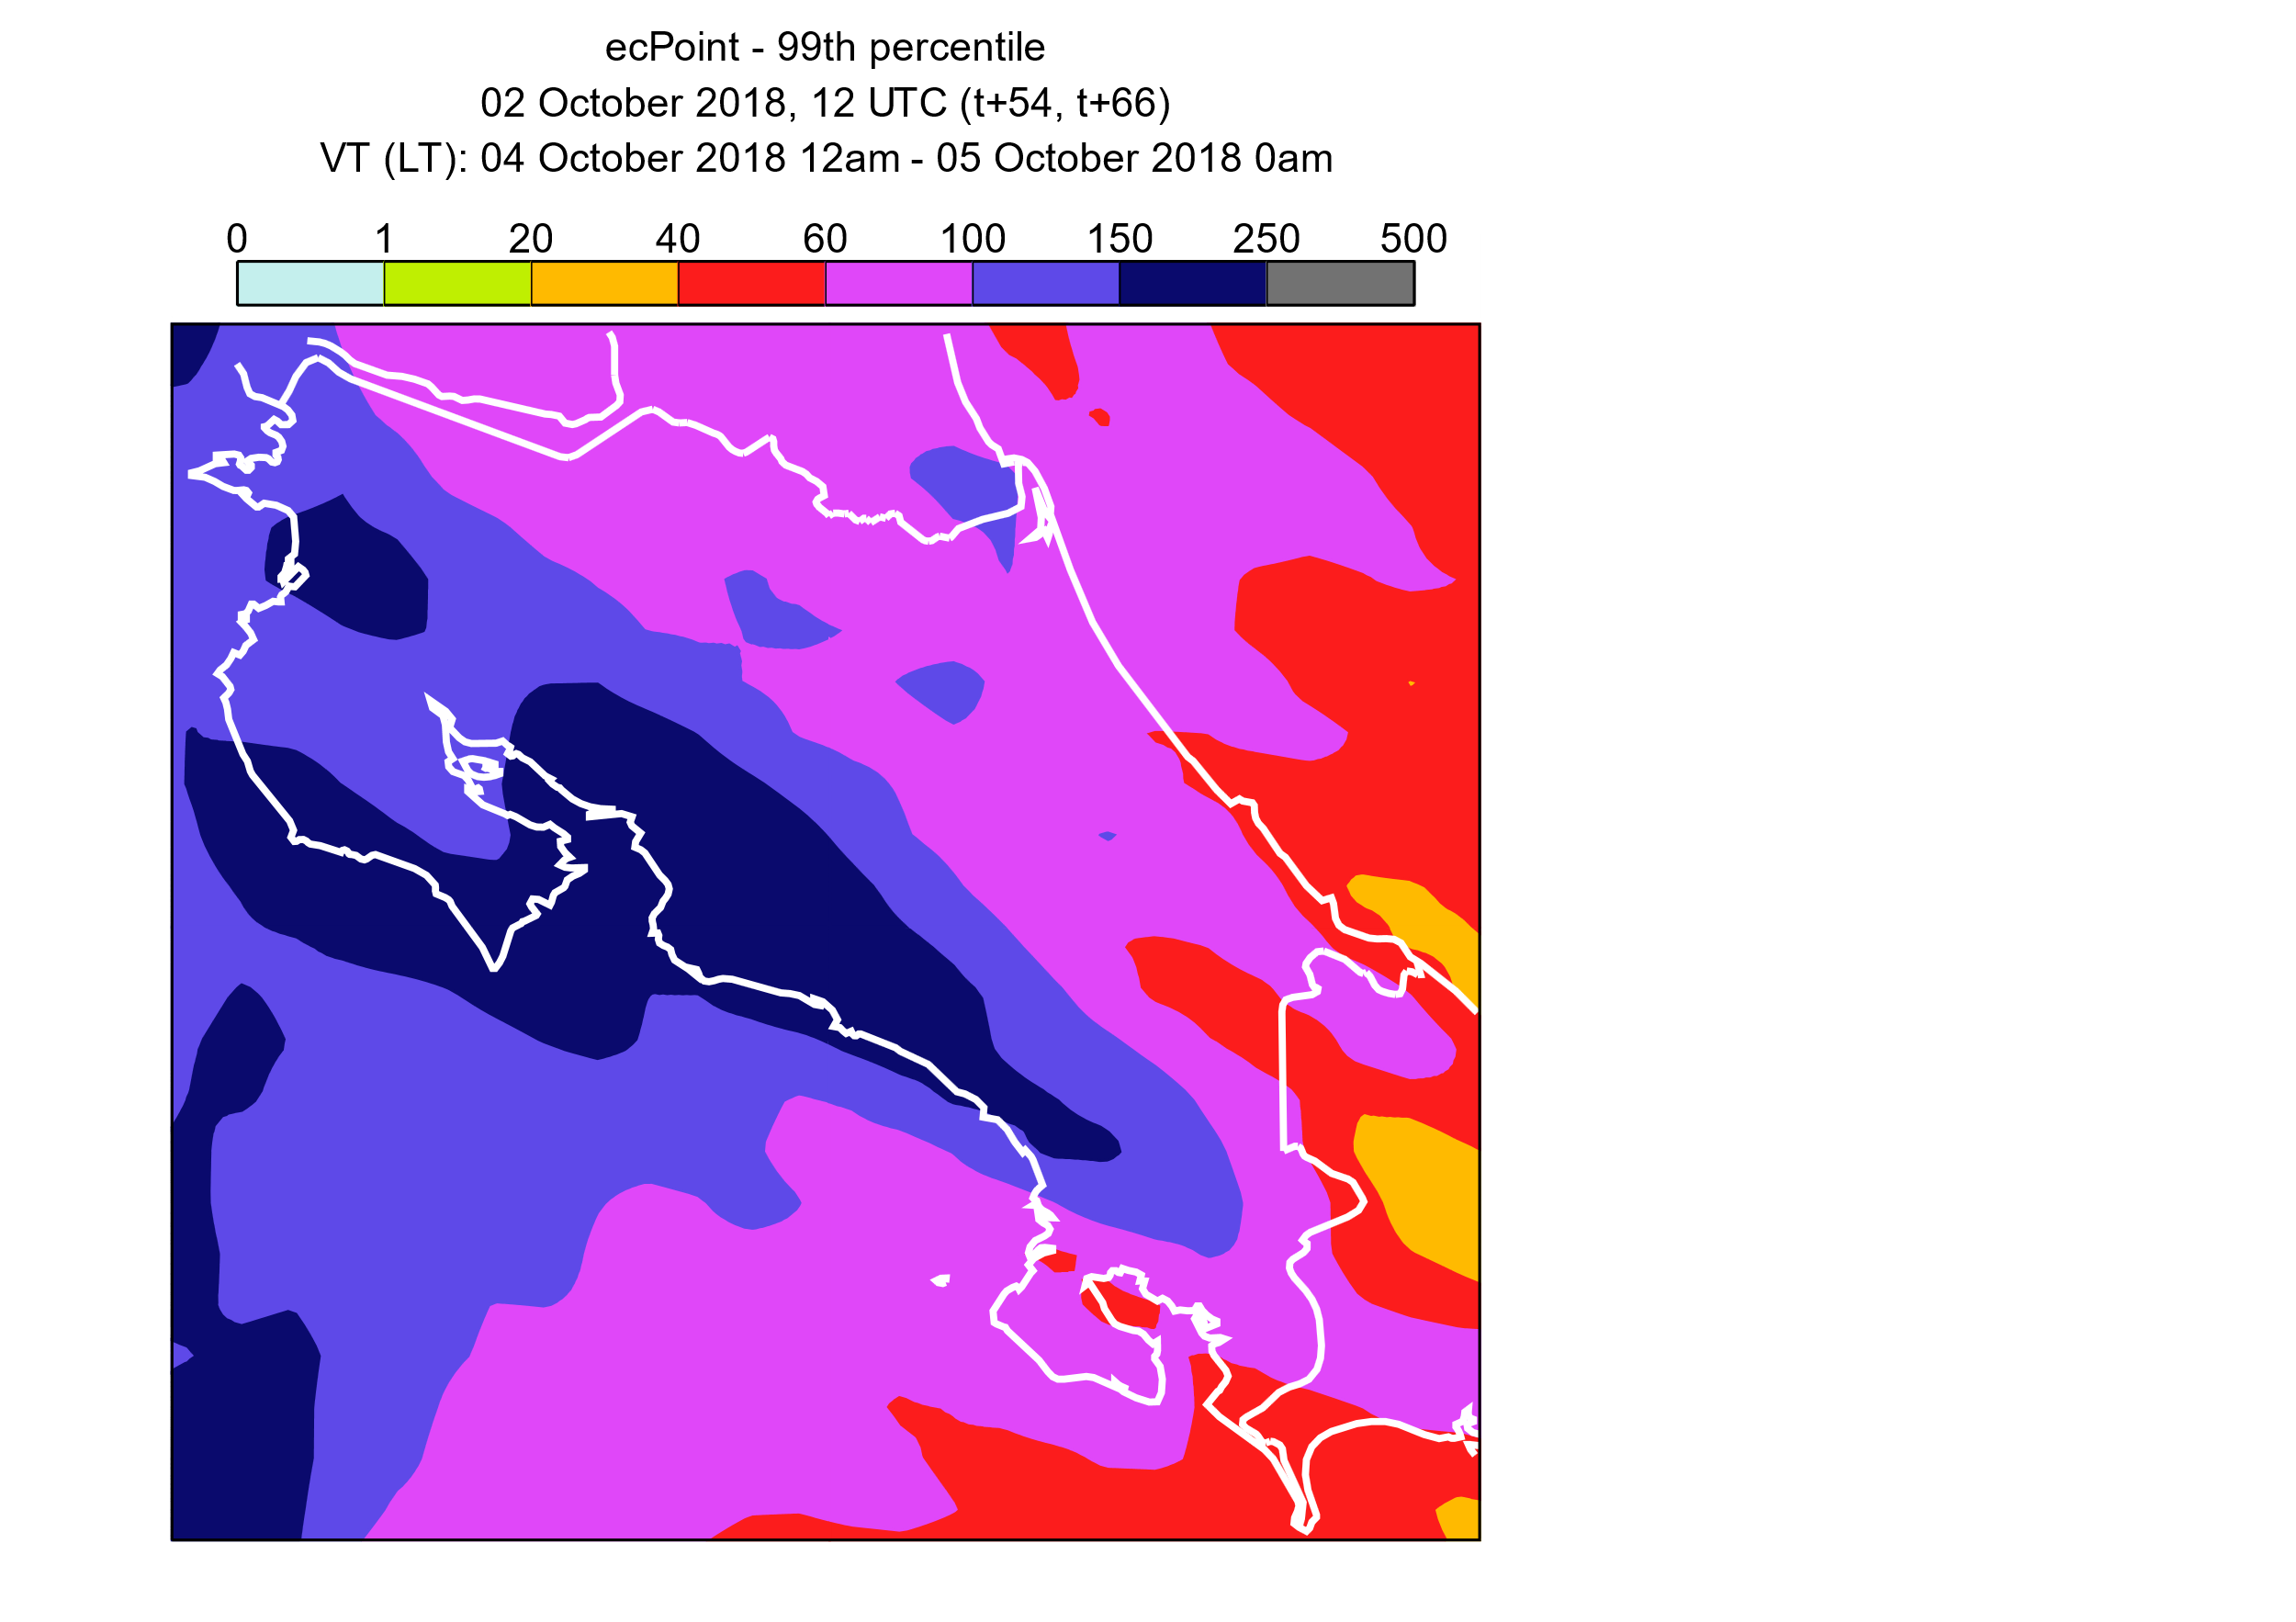 ecPoint - 99th percentile
02 October 2018, 12 UTC (t+54, t+66)
VT (LT): 04 October 2018 12am - 05 October 2018 0am
0 1 20 40 60 100 150 250 500